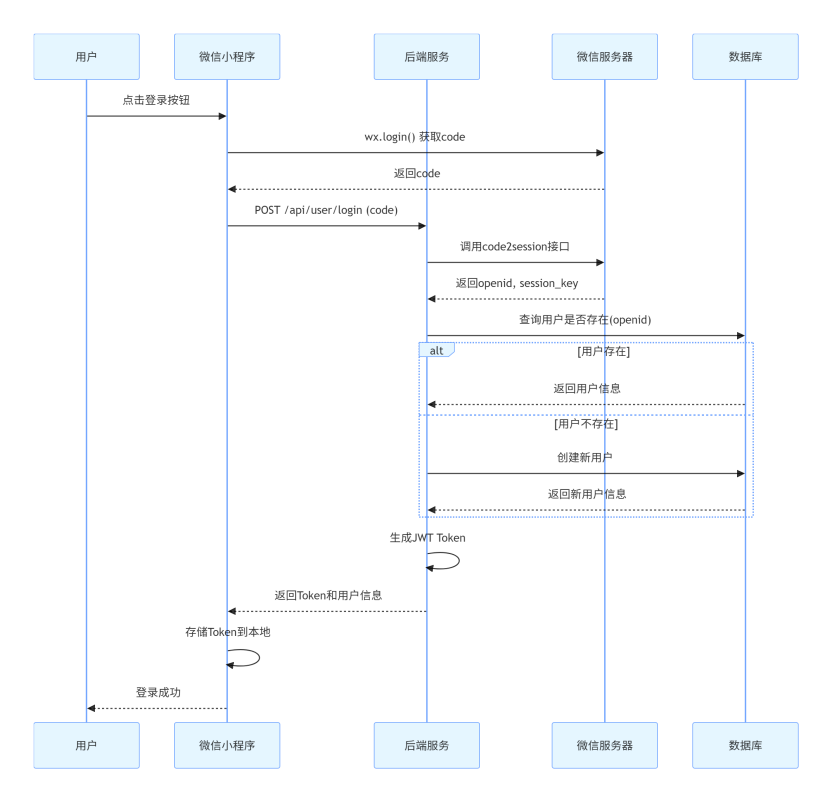 用户
微信小程序
后端服务
微信服务器
数据库
点击登录按钮
wx.login() 获取code
返回code
POST /api/user/login (code)
调用code2session接口
返回openid, session_key
查询用户是否存在(openid)
alt
[用户存在]
返回用户信息
[用户不存在]
创建新用户
返回新用户信息
生成JWT Token
返回Token和用户信息
存储Token到本地
登录成功
用户
微信小程序
后端服务
微信服务器
数据库